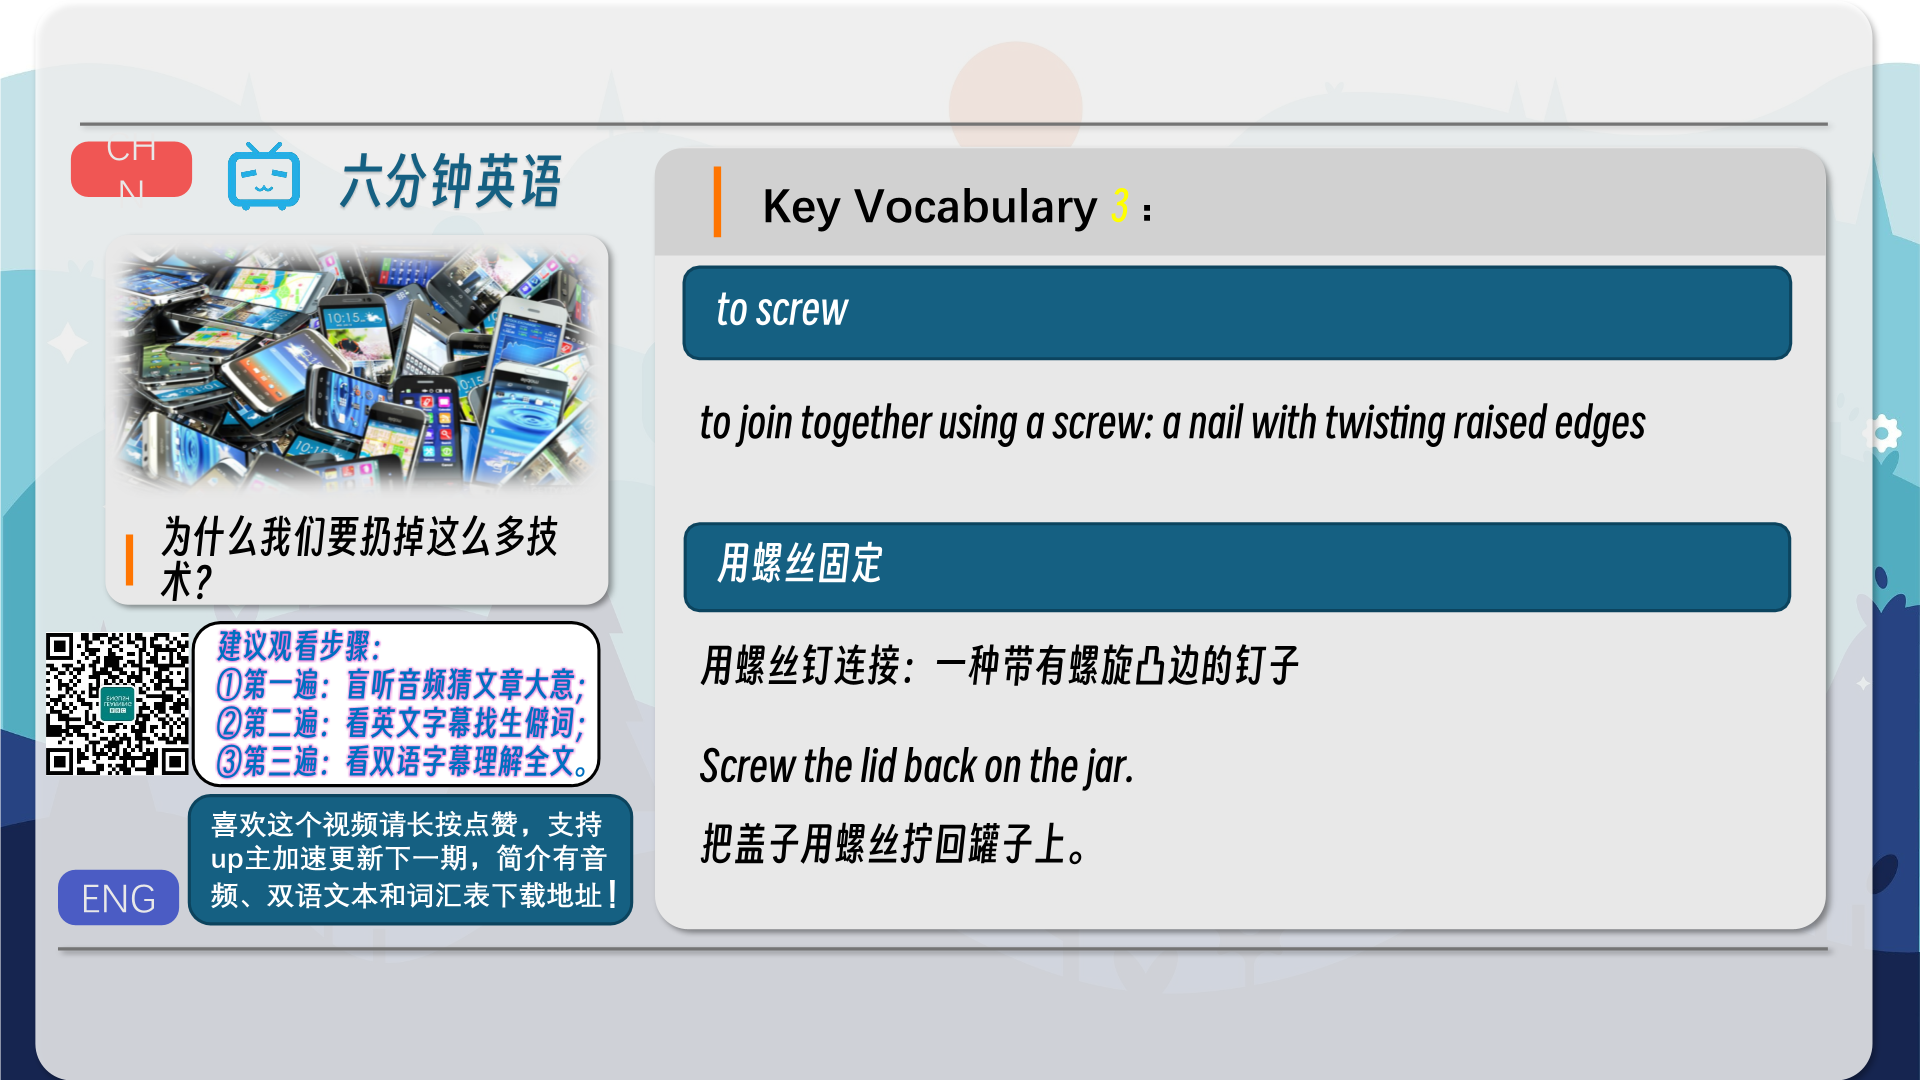 CH
N
六分钟英语
为什么我们要扔掉这么多技
术？
建议观看步骤：
①第一遍：盲听音频猜文章大意；
②第二遍：看英文字幕找生僻词；
③第三遍：看双语字幕理解全文。
喜欢这个视频请长按点赞，支持
up主加速更新下一期，简介有音
频、双语文本和词汇表下载地址！
ENG
Key Vocabulary 3：
to screw
to join together using a screw: a nail with twisting raised edges
用螺丝固定
用螺丝钉连接：一种带有螺旋凸边的钉子
Screw the lid back on the jar.
把盖子用螺丝拧回罐子上。
10:15